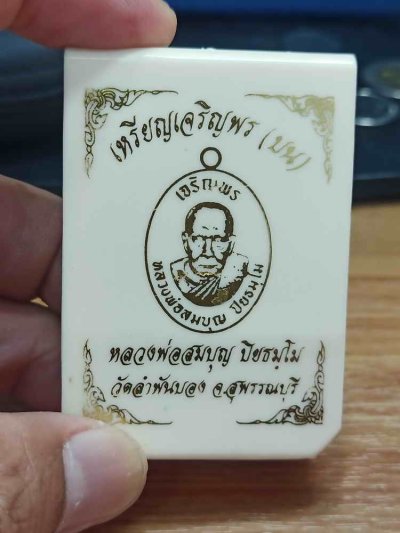 เหรียญเจริญพร (บน)
เจริญพร
หลวงพ่อสมบุญ ปิยธมฺโม
หลวงพ่อสมบุญ ปิยธมฺโม
วัดลำพันบอง จ.สุพรรณบุรี